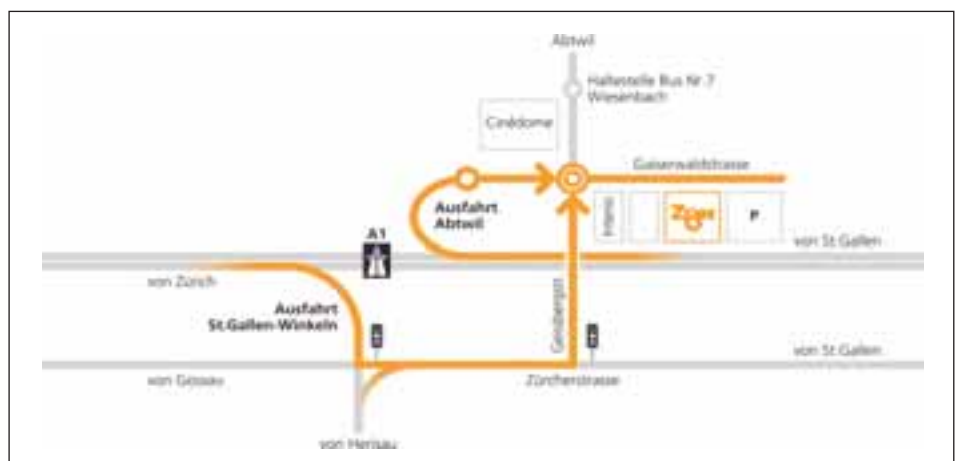 Abtwil
Haltestelle Bus Nr. 7
Wiesenbach
Cinédome
Gaiserwaldstrasse
Ausfahrt
Abtwil
P
A1
von St.Gallen
von Zürich
Ausfahrt
St.Gallen-Winkeln
von St.Gallen
von Gossau
Zürcherstrasse
von Herisau